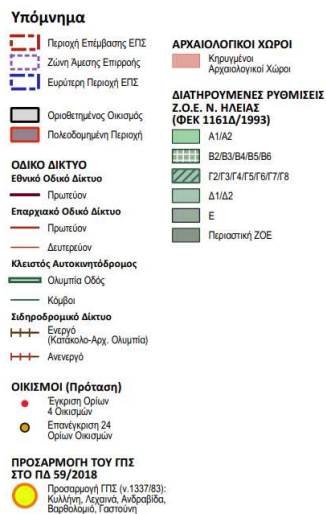 Υπόμνημα
Περιοχή Επέμβασης ΕΠΣ
Ζώνη Άμεσης Επιρροής
Ευρύτερη Περιοχή ΕΠΣ
Οριοθετημένος Οικισμός
Πολεοδομημένη Περιοχή
ΟΔΙΚΟ ΔΙΚΤΥΟ
Εθνικό Οδικό Δίκτυο
Πρωτεύον
Επαρχιακό Οδικό Δίκτυο
Πρωτεύον
Δευτερεύον
Κλειστός Αυτοκινητόδρομος
Ολυμπία Οδός
Κόμβοι
Σιδηροδρομικό Δίκτυο
Ενεργό
(Κατάκολο-Αρχ. Ολυμπία)
Ανενεργό
ΟΙΚΙΣΜΟΙ (Πρόταση)
Έγκριση Ορίων
4 Οικισμών
Επανέγκριση 24
Ορίων Οικισμών
ΠΡΟΣΑΡΜΟΓΗ ΤΟΥ ΓΠΣ
ΣΤΟ ΠΔ 59/2018
Προσαρμογή ΓΠΣ (ν.1337/83):
Κυλλήνη, Λεχαινά, Ανδραβίδα,
Βαρθολομιό, Γαστούνη
ΑΡΧΑΙΟΛΟΓΙΚΟΙ ΧΩΡΟΙ
Κηρυγμένοι
Αρχαιολογικοί Χώροι
ΔΙΑΤΗΡΟΥΜΕΝΕΣ ΡΥΘΜΙΣΕΙΣ
Ζ.Ο.Ε. Ν. ΗΛΕΙΑΣ
(ΦΕΚ 1161Δ/1993)
Α1/Α2
Β2/Β3/Β4/Β5/Β6
Γ2/Γ3/Γ4/Γ5/Γ6/Γ7/Γ8
Δ1/Δ2
Ε
Περιαστική ΖΟΕ